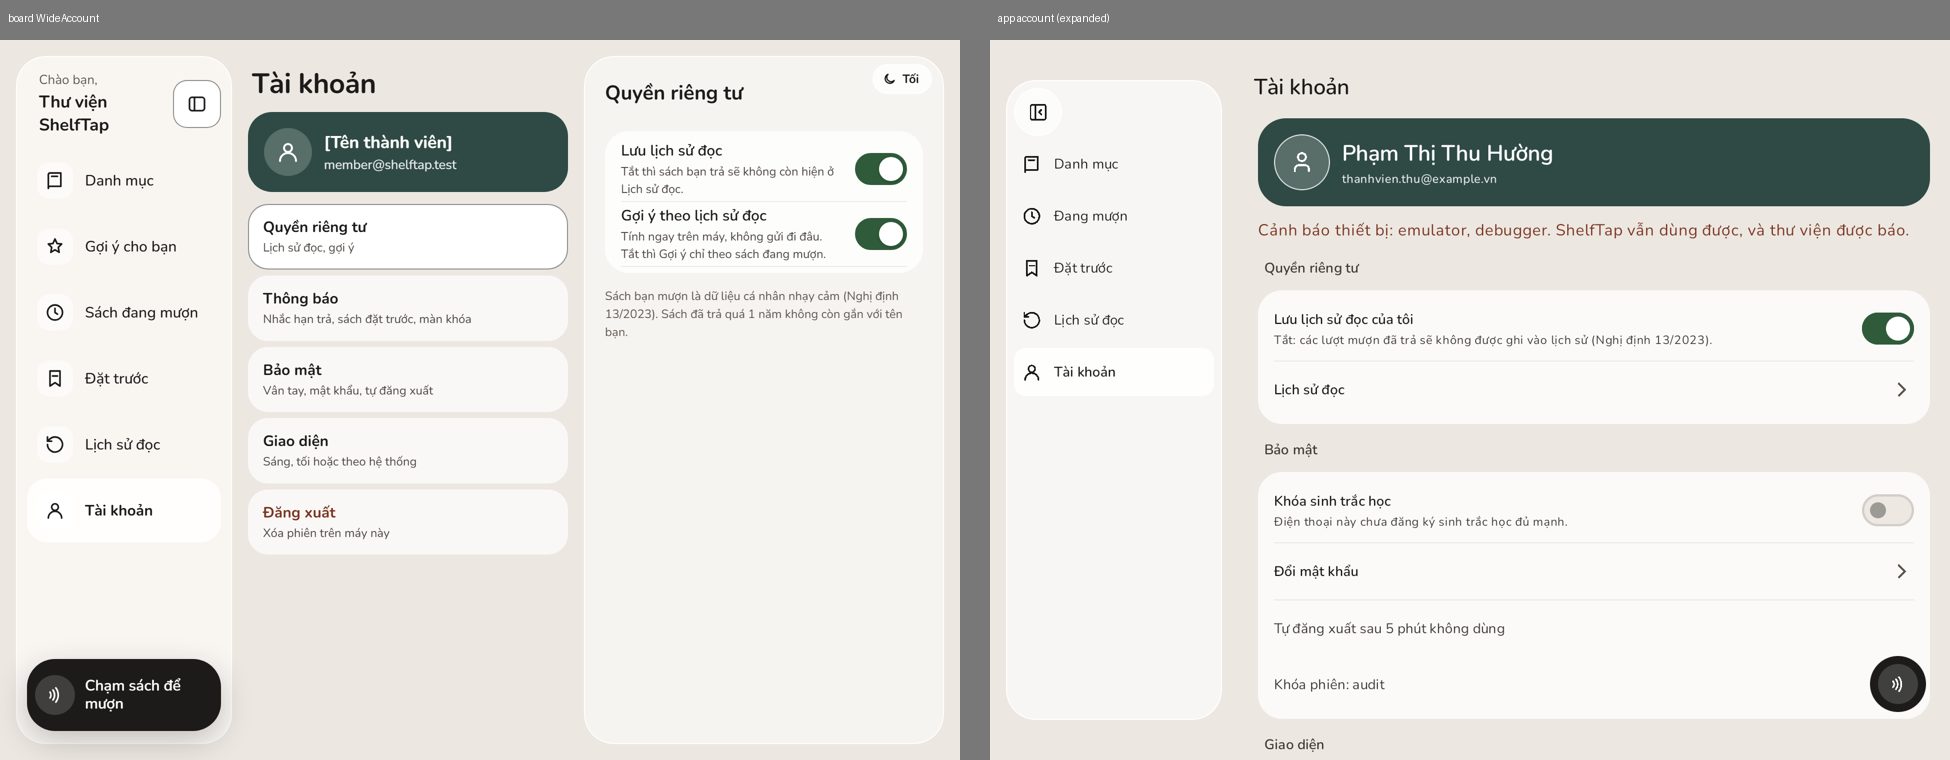 board WideAccount
Chào bạn,
Thư viện
ShelfTap
Danh mục
Gợi ý cho bạn
Sách đang mượn
Đặt trước
Lịch sử đọc
Tài khoản
Chạm sách để
mượn
Tài khoản
[Tên thành viên]
member@shelftap.test
Quyền riêng tư
Lịch sử đọc, gợi ý
Thông báo
Nhắc hạn trả, sách đặt trước, màn khóa
Bảo mật
Vân tay, mật khẩu, tự đăng xuất
Giao diện
Sáng, tối hoặc theo hệ thống
Đăng xuất
Xóa phiên trên máy này
Tối
Quyền riêng tư
Lưu lịch sử đọc
Tắt thì sách bạn trả sẽ không còn hiện ở
Lịch sử đọc.
Gợi ý theo lịch sử đọc
Tính ngay trên máy, không gửi đi đâu.
Tắt thì Gợi ý chỉ theo sách đang mượn.
Sách bạn mượn là dữ liệu cá nhân nhạy cảm (Nghị định
13/2023). Sách đã trả quá 1 năm không còn gắn với tên
bạn.
app account (expanded)
Danh mục
Đang mượn
Đặt trước
Lịch sử đọc
Tài khoản
Tài khoản
Phạm Thị Thu Hường
thanhvien.thu@example.vn
Cảnh báo thiết bị: emulator, debugger. ShelfTap vẫn dùng được, và thư viện được báo.
Quyền riêng tư
Lưu lịch sử đọc của tôi
Tắt: các lượt mượn đã trả sẽ không được ghi vào lịch sử (Nghị định 13/2023).
Lịch sử đọc
Bảo mật
Khóa sinh trắc học
Điện thoại này chưa đăng ký sinh trắc học đủ mạnh.
Đổi mật khẩu
Tự đăng xuất sau 5 phút không dùng
Khóa phiên: audit
Giao diện